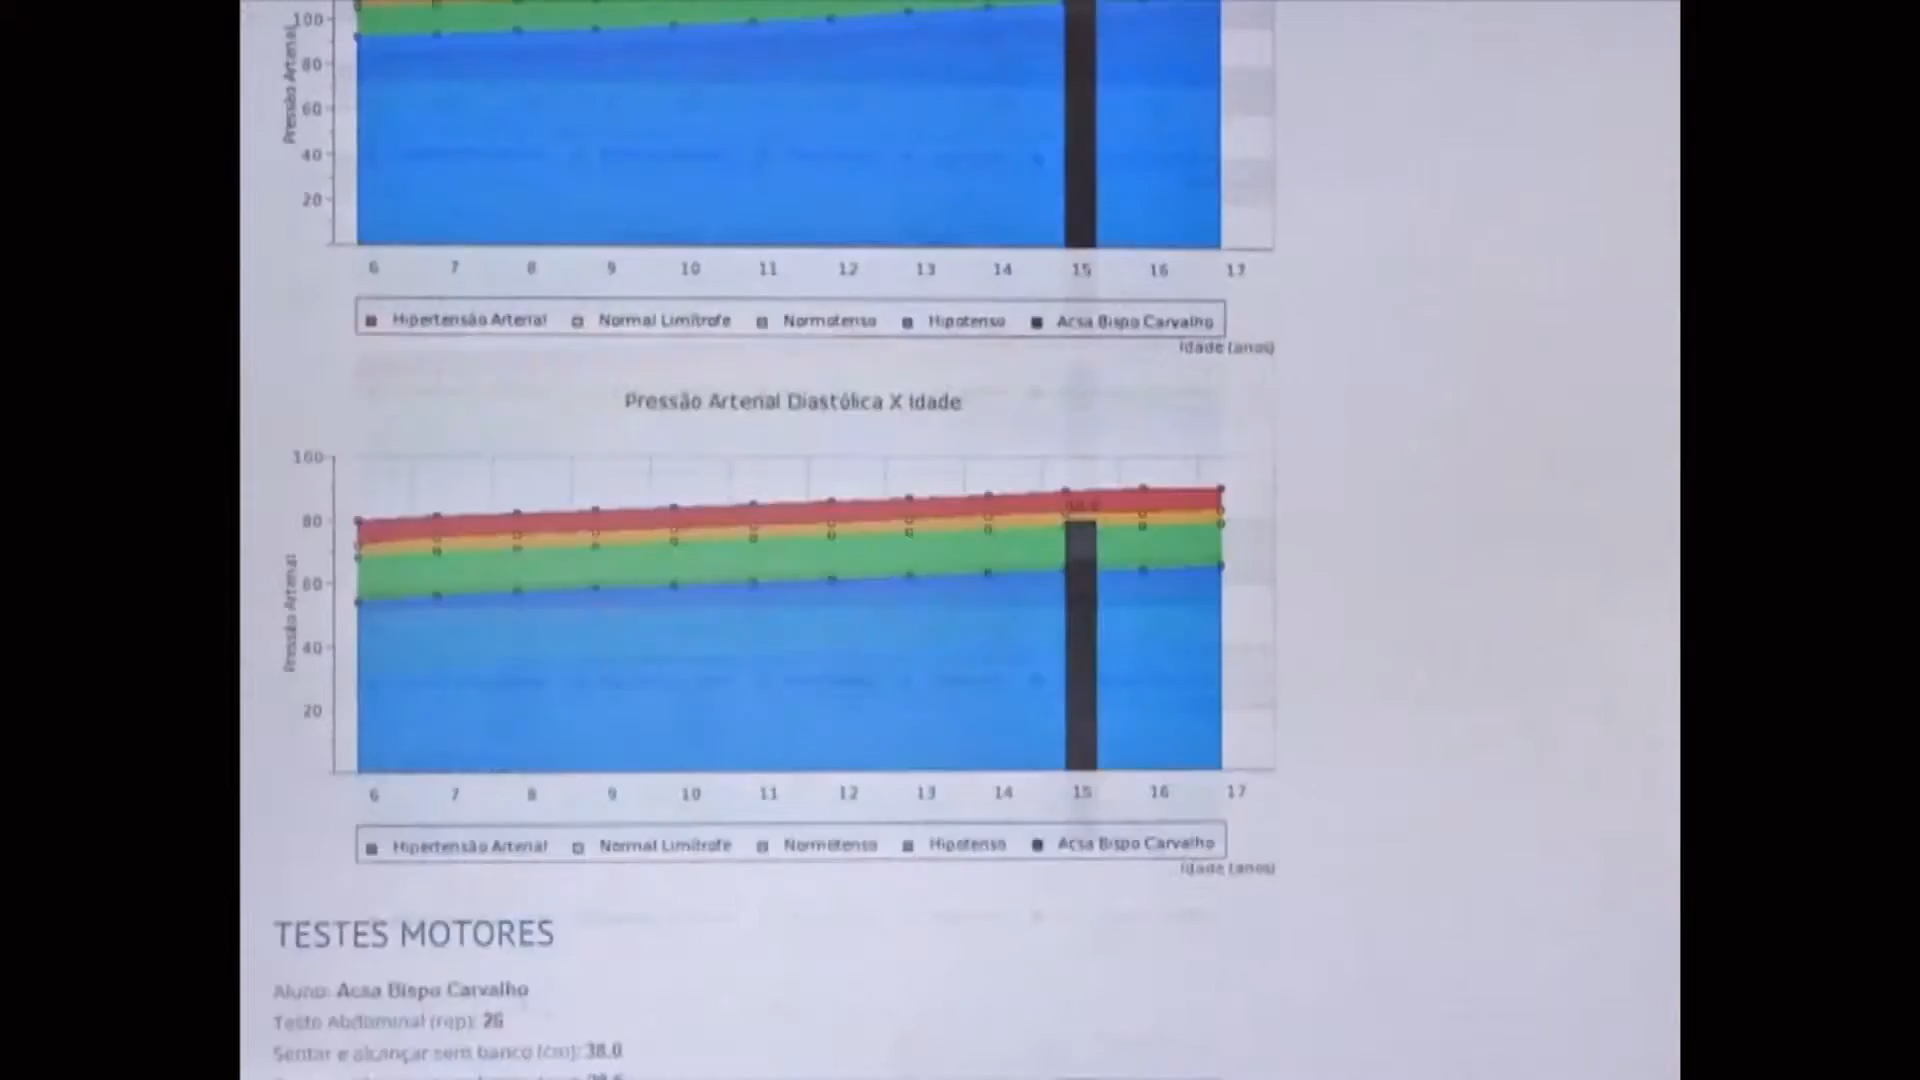 100
80
60
40
20
Pressão Arterial
6 7 8 9 10 11 12 13 14 15 16 17
Hipertensão Arterial Normal Limítrofe Normotenso Hipotenso Acsa Bispo Carvalho
Idade (anos)
Pressão Arterial Diastólica X Idade
100
80
60
40
20
Pressão Arterial
6 7 8 9 10 11 12 13 14 15 16 17
Hipertensão Arterial Normal Limítrofe Normotenso Hipotenso Acsa Bispo Carvalho
Idade (anos)
TESTES MOTORES
Aluno: Acsa Bispo Carvalho
Teste Abdominal (rep): 26
Sentar e alcançar sem banco (cm): 38.0